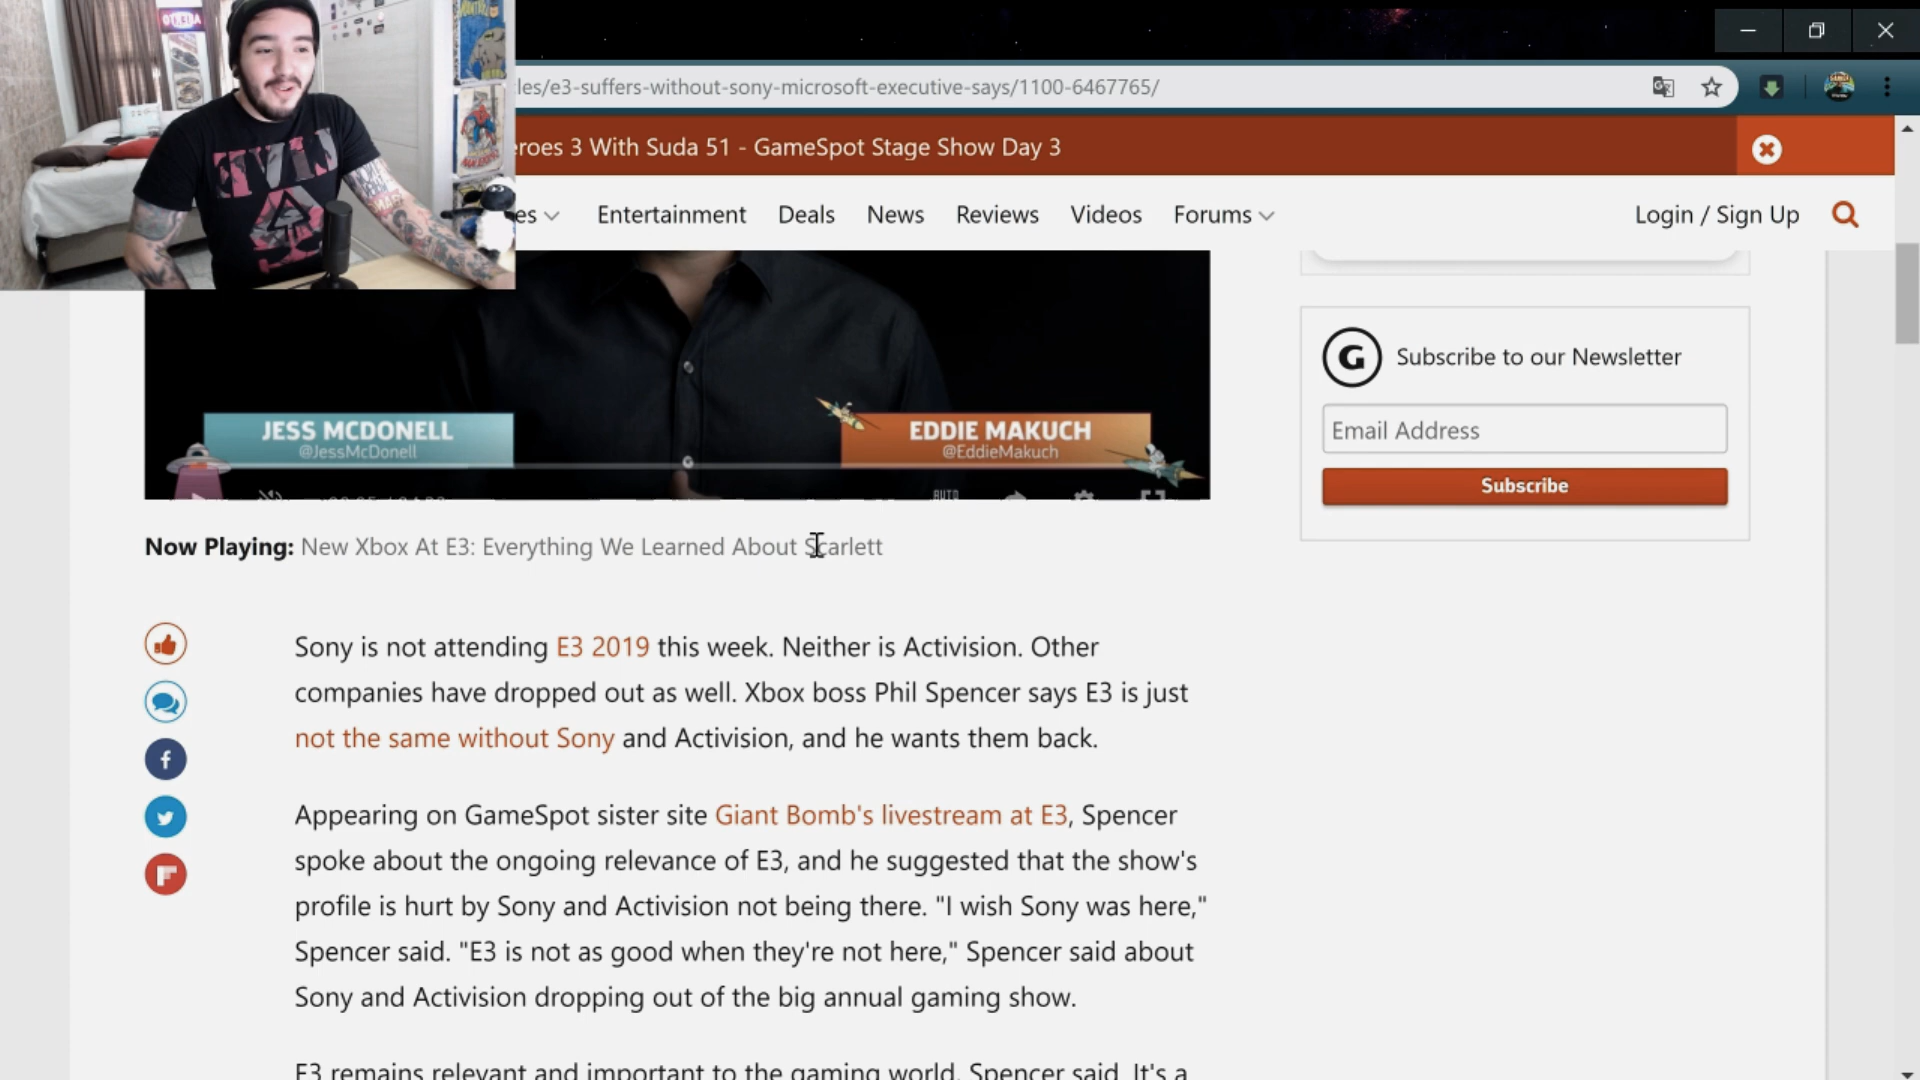 les/e3-suffers-without-sony-microsoft-executive-says/1100-6467765/
roes 3 With Suda 51 - GameSpot Stage Show Day 3
es Entertainment Deals News Reviews Videos Forums Login / Sign Up
JESS MCDONELL
@JessMcDonell
EDDIE MAKUCH
@EddieMakuch
AUTO
G Subscribe to our Newsletter
Email Address
Subscribe
Now Playing: New Xbox At E3: Everything We Learned About Scarlett
Sony is not attending E3 2019 this week. Neither is Activision. Other
companies have dropped out as well. Xbox boss Phil Spencer says E3 is just
not the same without Sony and Activision, and he wants them back.
Appearing on GameSpot sister site Giant Bomb's livestream at E3, Spencer
spoke about the ongoing relevance of E3, and he suggested that the show's
profile is hurt by Sony and Activision not being there. "I wish Sony was here,"
Spencer said. "E3 is not as good when they're not here," Spencer said about
Sony and Activision dropping out of the big annual gaming show.
E3 remains relevant and important to the gaming world, Spencer said. It's a